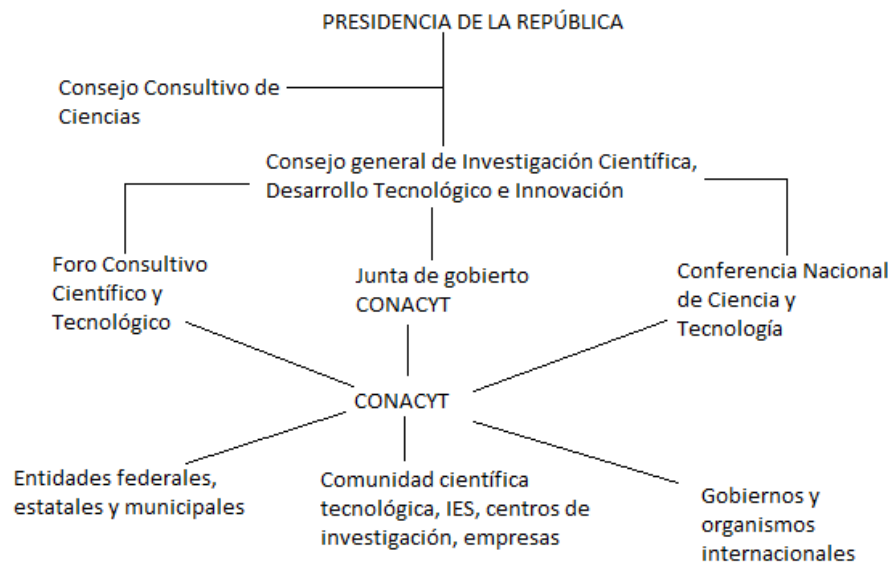 PRESIDENCIA DE LA REPÚBLICA
Consejo Consultivo de
Ciencias
Consejo general de Investigación Científica,
Desarrollo Tecnológico e Innovación
Foro Consultivo
Científico y
Tecnológico
Junta de gobierto
CONACYT
Conferencia Nacional
de Ciencia y
Tecnología
CONACYT
Entidades federales,
estatales y municipales
Comunidad científica
tecnológica, IES, centros de
investigación, empresas
Gobiernos y
organismos
internacionales